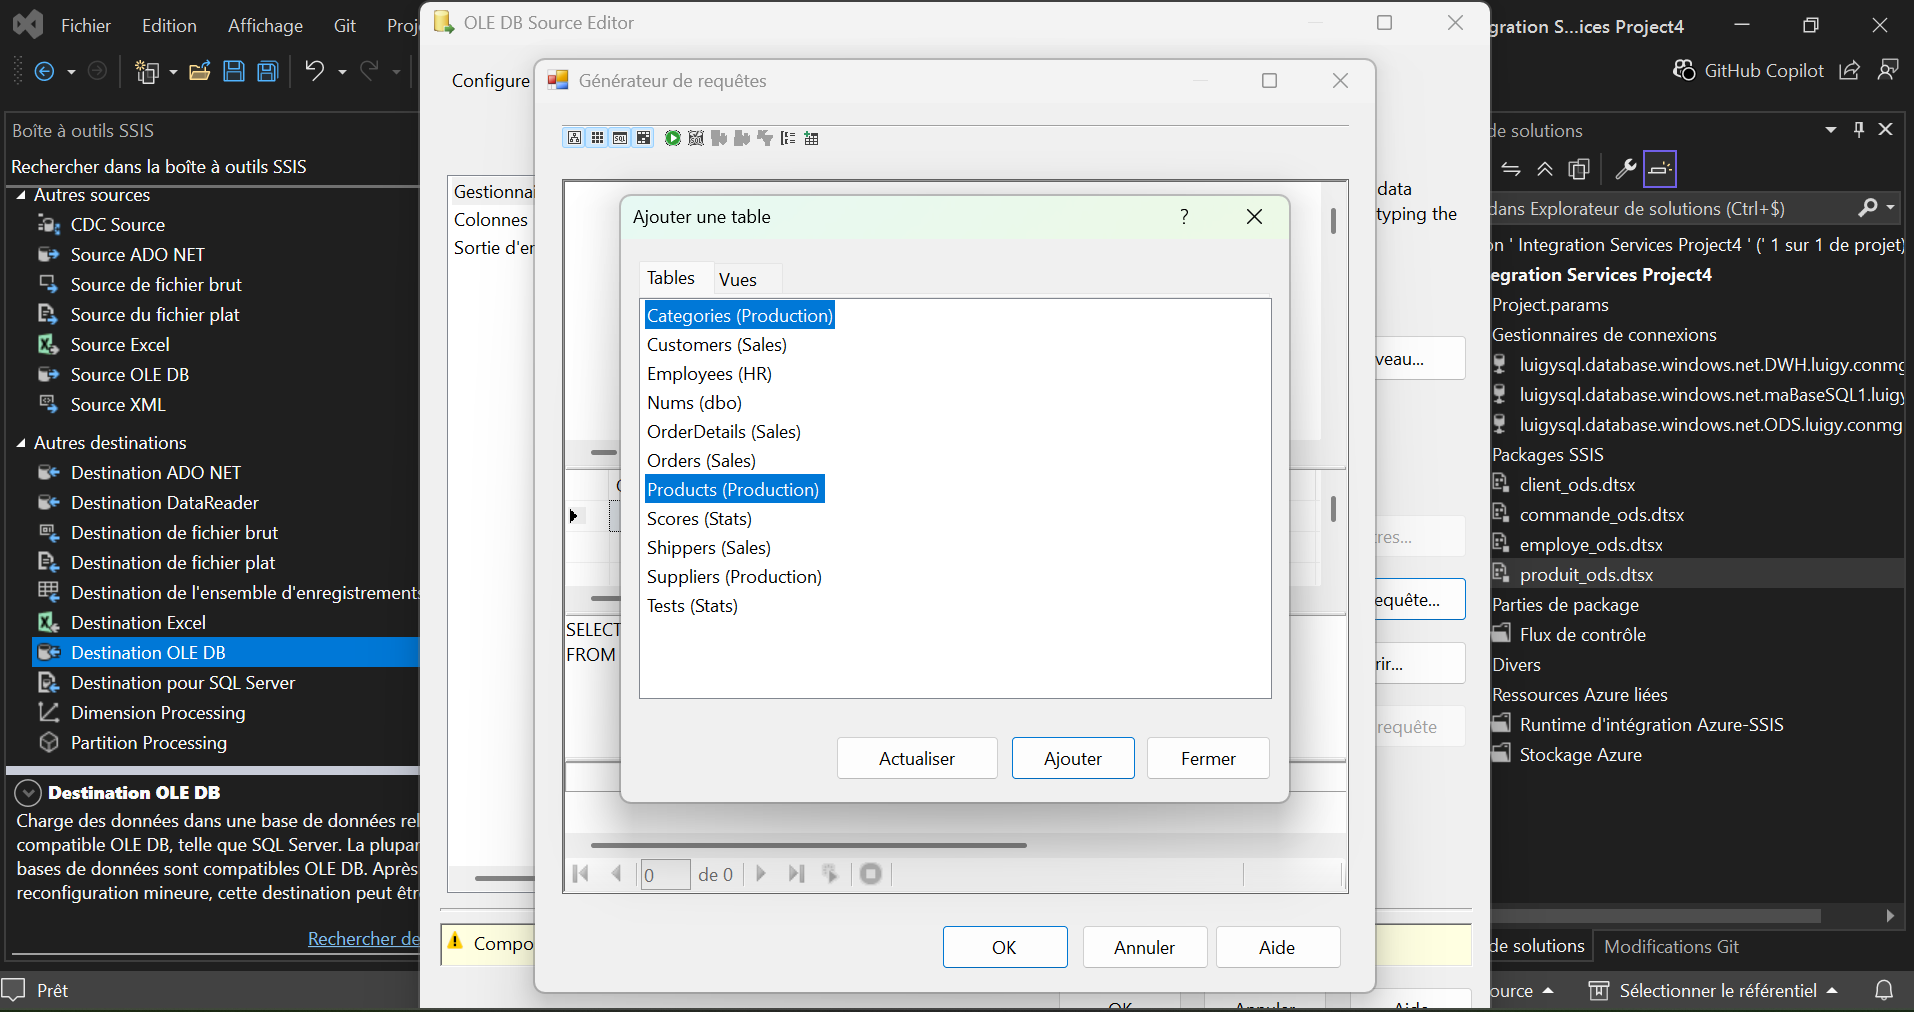 Fichier Edition Affichage Git
OLE DB Source Editor
gration S...ices Project4
GitHub Copilot
Configure
Générateur de requêtes
Boîte à outils SSIS
Rechercher dans la boîte à outils SSIS
Autres sources
CDC Source
Source ADO NET
Source de fichier brut
Source du fichier plat
Source Excel
Source OLE DB
Source XML
Autres destinations
Destination ADO NET
Destination DataReader
Destination de fichier brut
Destination de fichier plat
Destination de l'ensemble d'enregistrements
Destination Excel
Destination OLE DB
Destination pour SQL Server
Dimension Processing
Partition Processing
Destination OLE DB
Charge des données dans une base de données rel
compatible OLE DB, telle que SQL Server. La plupar
bases de données sont compatibles OLE DB. Après
reconfiguration mineure, cette destination peut êtr
Rechercher de
Prêt
Gestionnai
Colonnes
Sortie d'er
data
typing the
veau...
tres...
equête...
rir...
requête
SELECT
FROM
Ajouter une table
?
Tables Vues
Categories (Production)
Customers (Sales)
Employees (HR)
Nums (dbo)
OrderDetails (Sales)
Orders (Sales)
Products (Production)
Scores (Stats)
Shippers (Sales)
Suppliers (Production)
Tests (Stats)
Actualiser Ajouter Fermer
0 de 0
Compo
OK Annuler Aide
de solutions
dans Explorateur de solutions (Ctrl+$)
on ' Integration Services Project4 ' (' 1 sur 1 de projet)
egration Services Project4
Project.params
Gestionnaires de connexions
luigysql.database.windows.net.DWH.luigy.conmg
luigysql.database.windows.net.maBaseSQL1.luigy
luigysql.database.windows.net.ODS.luigy.conmg
Packages SSIS
client_ods.dtsx
commande_ods.dtsx
employe_ods.dtsx
produit_ods.dtsx
Parties de package
Flux de contrôle
Divers
Ressources Azure liées
Runtime d'intégration Azure-SSIS
Stockage Azure
de solutions Modifications Git
ource Sélectionner le référentiel